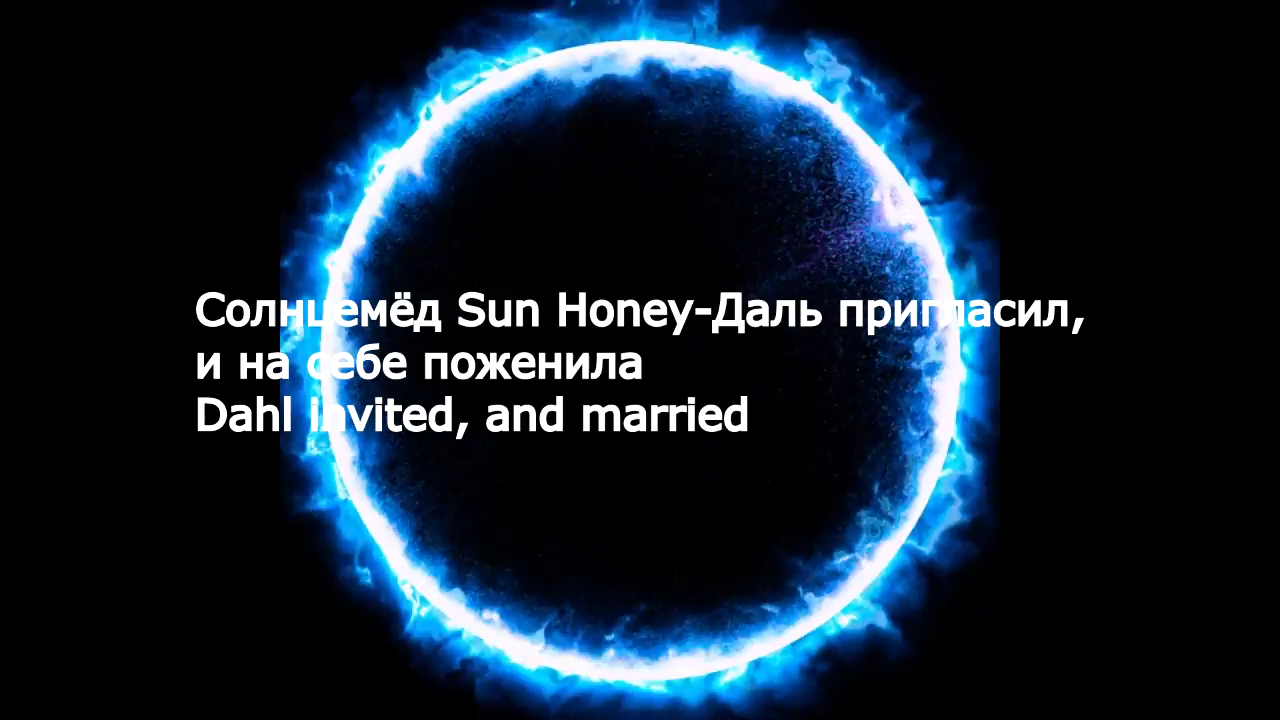 Солнцемёд Sun Honey-Даль пригласил,
и на себе поженила
Dahl invited, and married